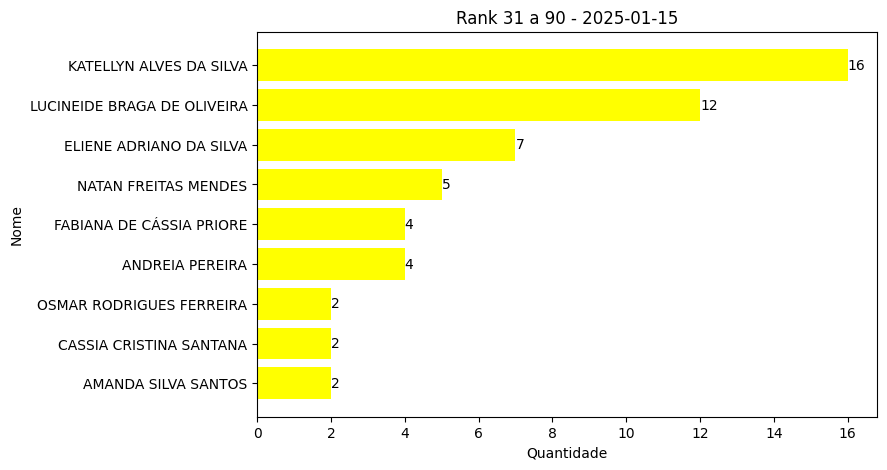 Rank 31 a 90 - 2025-01-15
Nome
KATELLYN ALVES DA SILVA 16
LUCINEIDE BRAGA DE OLIVEIRA 12
ELIENE ADRIANO DA SILVA 7
NATAN FREITAS MENDES 5
FABIANA DE CÁSSIA PRIORE 4
ANDREIA PEREIRA 4
OSMAR RODRIGUES FERREIRA 2
CASSIA CRISTINA SANTANA 2
AMANDA SILVA SANTOS 2
0 2 4 6 8 10 12 14 16
Quantidade